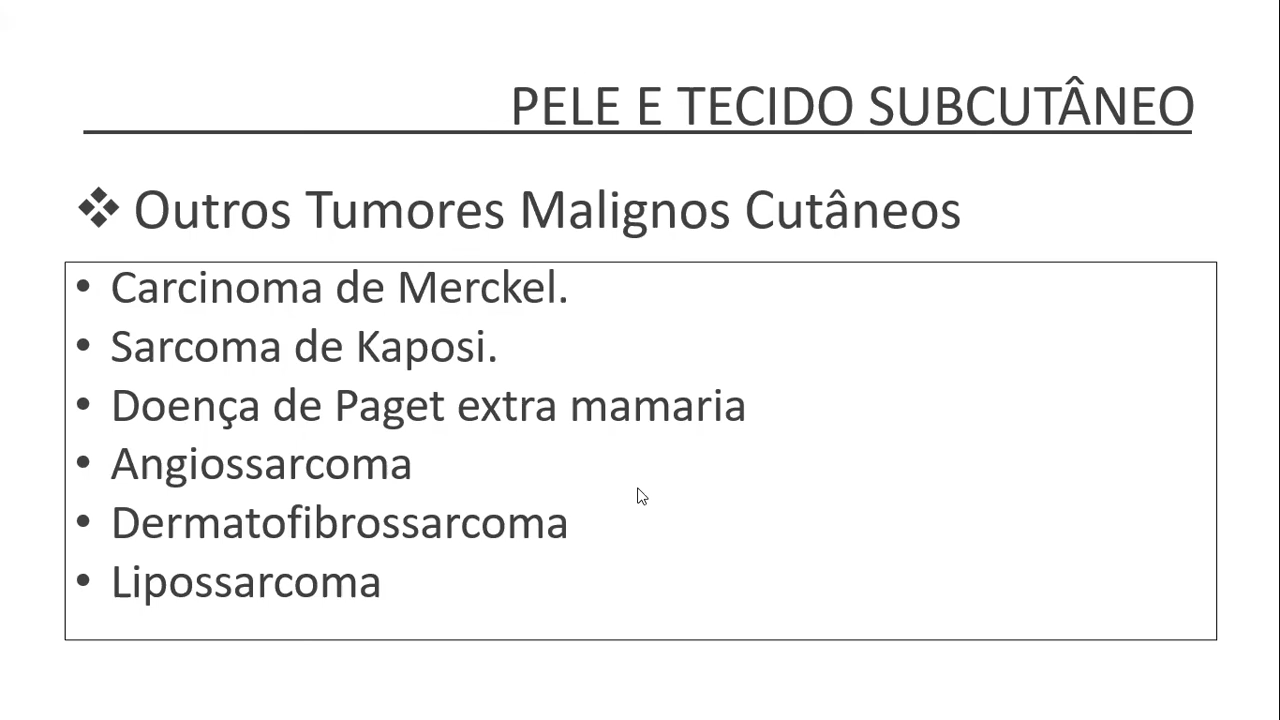 PELE E TECIDO SUBCUTÂNEO
❖ Outros Tumores Malignos Cutâneos
• Carcinoma de Merckel.
• Sarcoma de Kaposi.
• Doença de Paget extra mamaria
• Angiossarcoma
• Dermatofibrossarcoma
• Lipossarcoma